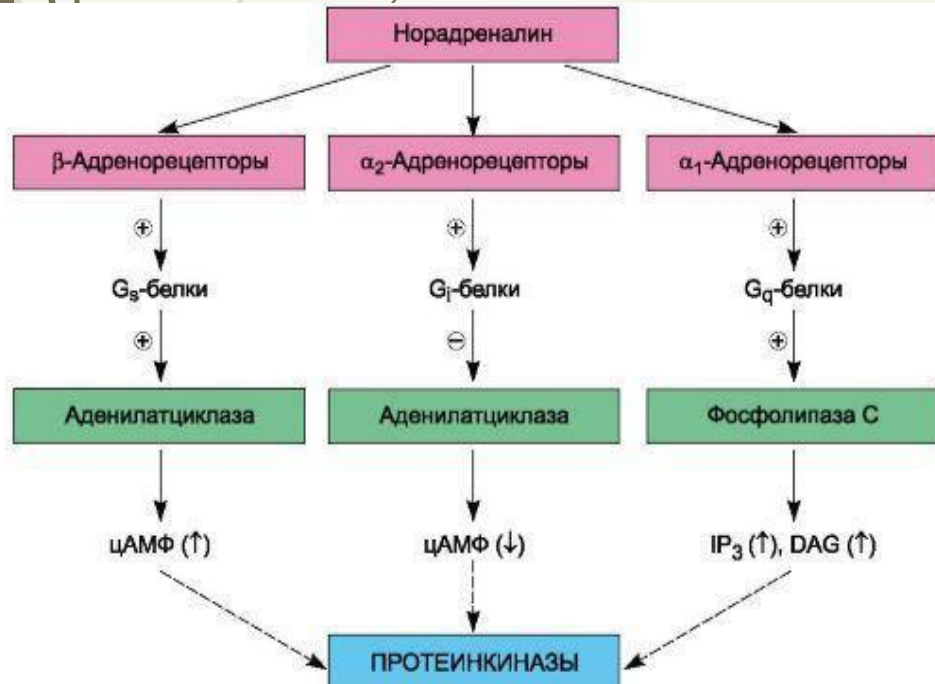 Норадреналин
β-Адренорецепторы α₂-Адренорецепторы α₁-Адренорецепторы
⊕ ⊕ ⊕
Gₛ-белки Gᵢ-белки G_q-белки
⊕ ⊖ ⊕
Аденилатциклаза Аденилатциклаза Фосфолипаза С
цАМФ (↑) цАМФ (↓) IP₃ (↑), DAG (↑)
ПРОТЕИНКИНАЗЫ